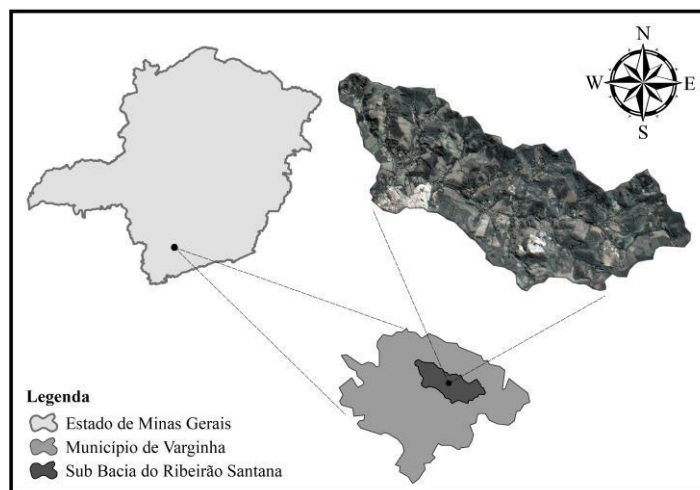 N
W E
S
Legenda
Estado de Minas Gerais
Município de Varginha
Sub Bacia do Ribeirão Santana